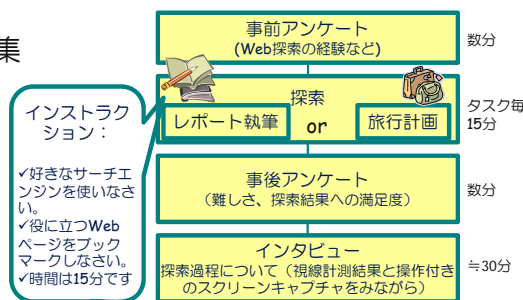 集
事前アンケート
(Web探索の経験など)
数分
探索
レポート執筆 or 旅行計画
タスク毎
15分
インストラク
ション：
✓好きなサーチエ
ンジンを使いなさ
い。
✓役に立つWeb
ページをブック
マークしなさい。
✓時間は15分です
事後アンケート
（難しさ、探索結果への満足度）
数分
インタビュー
探索過程について（視線計測結果と操作付き
のスクリーンキャプチャをみながら）
≒30分